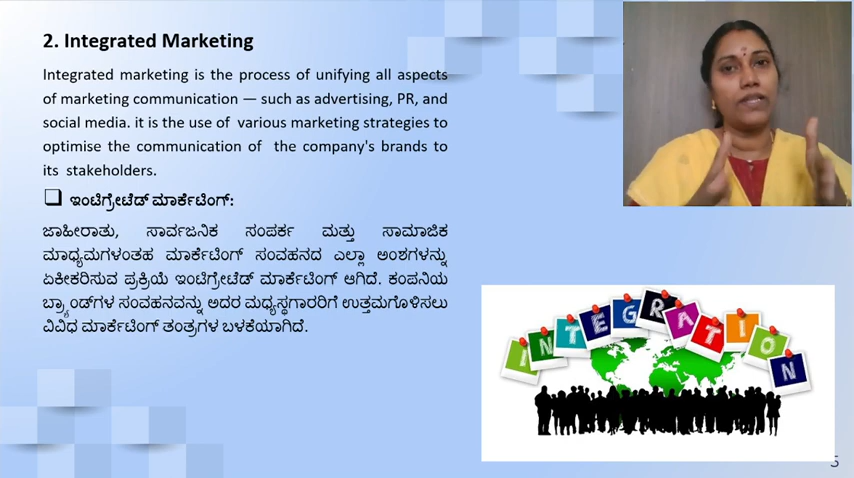 2. Integrated Marketing
Integrated marketing is the process of unifying all aspects
of marketing communication — such as advertising, PR, and
social media. it is the use of various marketing strategies to
optimise the communication of the company's brands to
its stakeholders.
ಇಂಟಿಗ್ರೇಟೆಡ್ ಮಾರ್ಕೆಟಿಂಗ್:
ಜಾಹೀರಾತು, ಸಾರ್ವಜನಿಕ ಸಂಪರ್ಕ ಮತ್ತು ಸಾಮಾಜಿಕ
ಮಾಧ್ಯಮಗಳಂತಹ ಮಾರ್ಕೆಟಿಂಗ್ ಸಂವಹನದ ಎಲ್ಲಾ ಅಂಶಗಳನ್ನು
ಏಕೀಕರಿಸುವ ಪ್ರಕ್ರಿಯೆ ಇಂಟಿಗ್ರೇಟೆಡ್ ಮಾರ್ಕೆಟಿಂಗ್ ಆಗಿದೆ. ಕಂಪನಿಯ
ಬ್ರ್ಯಾಂಡ್‌ಗಳ ಸಂವಹನವನ್ನು ಅದರ ಮಧ್ಯಸ್ಥಗಾರರಿಗೆ ಉತ್ತಮಗೊಳಿಸಲು
ವಿವಿಧ ಮಾರ್ಕೆಟಿಂಗ್ ತಂತ್ರಗಳ ಬಳಕೆಯಾಗಿದೆ.
INTEGRATION
5